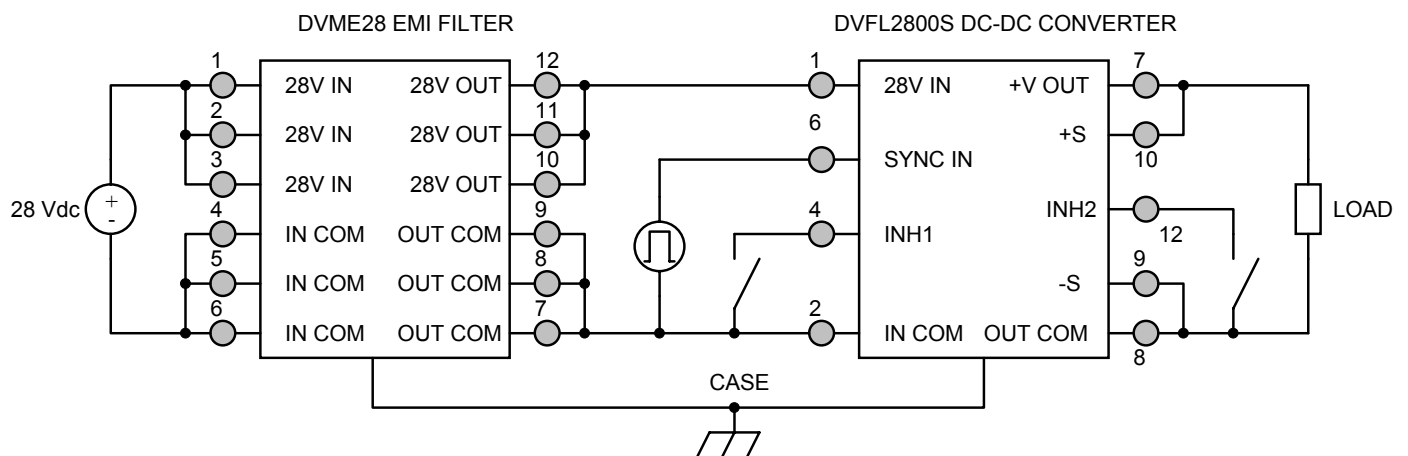 DVME28 EMI FILTER
DVFL2800S DC-DC CONVERTER
1 28V IN 28V OUT 12
2 28V IN 28V OUT 11
3 28V IN 28V OUT 10
4 IN COM OUT COM 9
5 IN COM OUT COM 8
6 IN COM OUT COM 7
28 Vdc
+
-
1 28V IN +V OUT 7
+S 10
6 SYNC IN
4 INH1 INH2 12
-S 9
2 IN COM OUT COM 8
LOAD
CASE